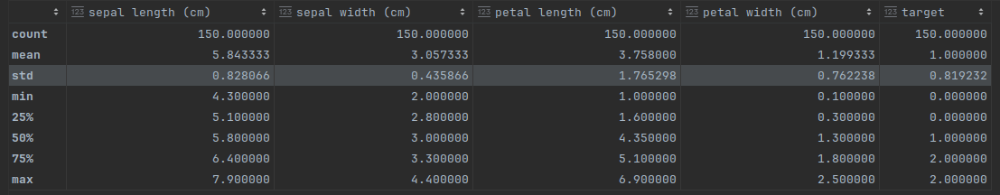 123 sepal length (cm) 123 sepal width (cm) 123 petal length (cm) 123 petal width (cm) 123 target
count 150.000000 150.000000 150.000000 150.000000 150.000000
mean 5.843333 3.057333 3.758000 1.199333 1.000000
std 0.828066 0.435866 1.765298 0.762238 0.819232
min 4.300000 2.000000 1.000000 0.100000 0.000000
25% 5.100000 2.800000 1.600000 0.300000 0.000000
50% 5.800000 3.000000 4.350000 1.300000 1.000000
75% 6.400000 3.300000 5.100000 1.800000 2.000000
max 7.900000 4.400000 6.900000 2.500000 2.000000